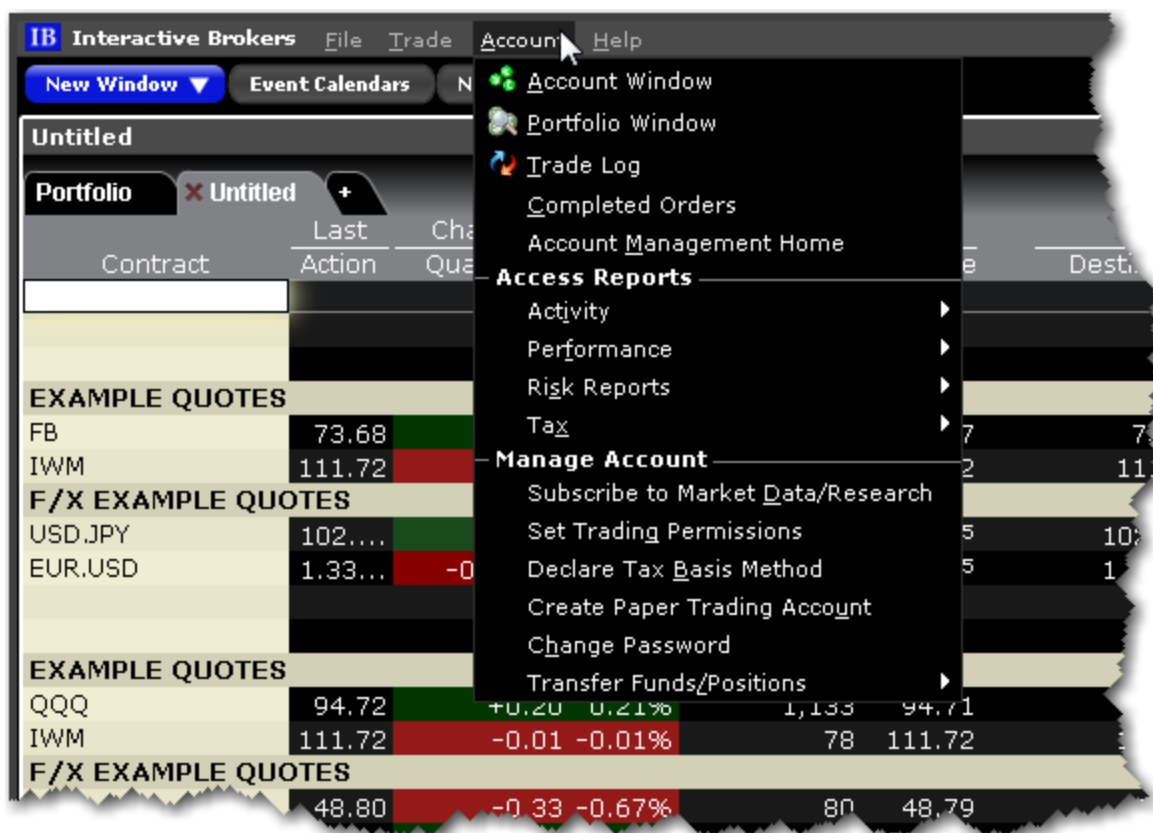 IB Interactive Brokers File Trade Account Help
New Window Event Calendars
Account Window
Portfolio Window
Trade Log
Completed Orders
Account Management Home
Access Reports
Activity
Performance
Risk Reports
Tax
Manage Account
Subscribe to Market Data/Research
Set Trading Permissions
Declare Tax Basis Method
Create Paper Trading Account
Change Password
Transfer Funds/Positions
Untitled
Portfolio Untitled +
Last
Contract Action
EXAMPLE QUOTES
FB 73.68
IWM 111.72
F/X EXAMPLE QUOTES
USD.JPY 102....
EUR.USD 1.33...
EXAMPLE QUOTES
QQQ 94.72 +0.20 0.21% 1,133 94.71
IWM 111.72 -0.01 -0.01% 78 111.72
F/X EXAMPLE QUOTES
48.80 -0.33 -0.67% 80 48.79